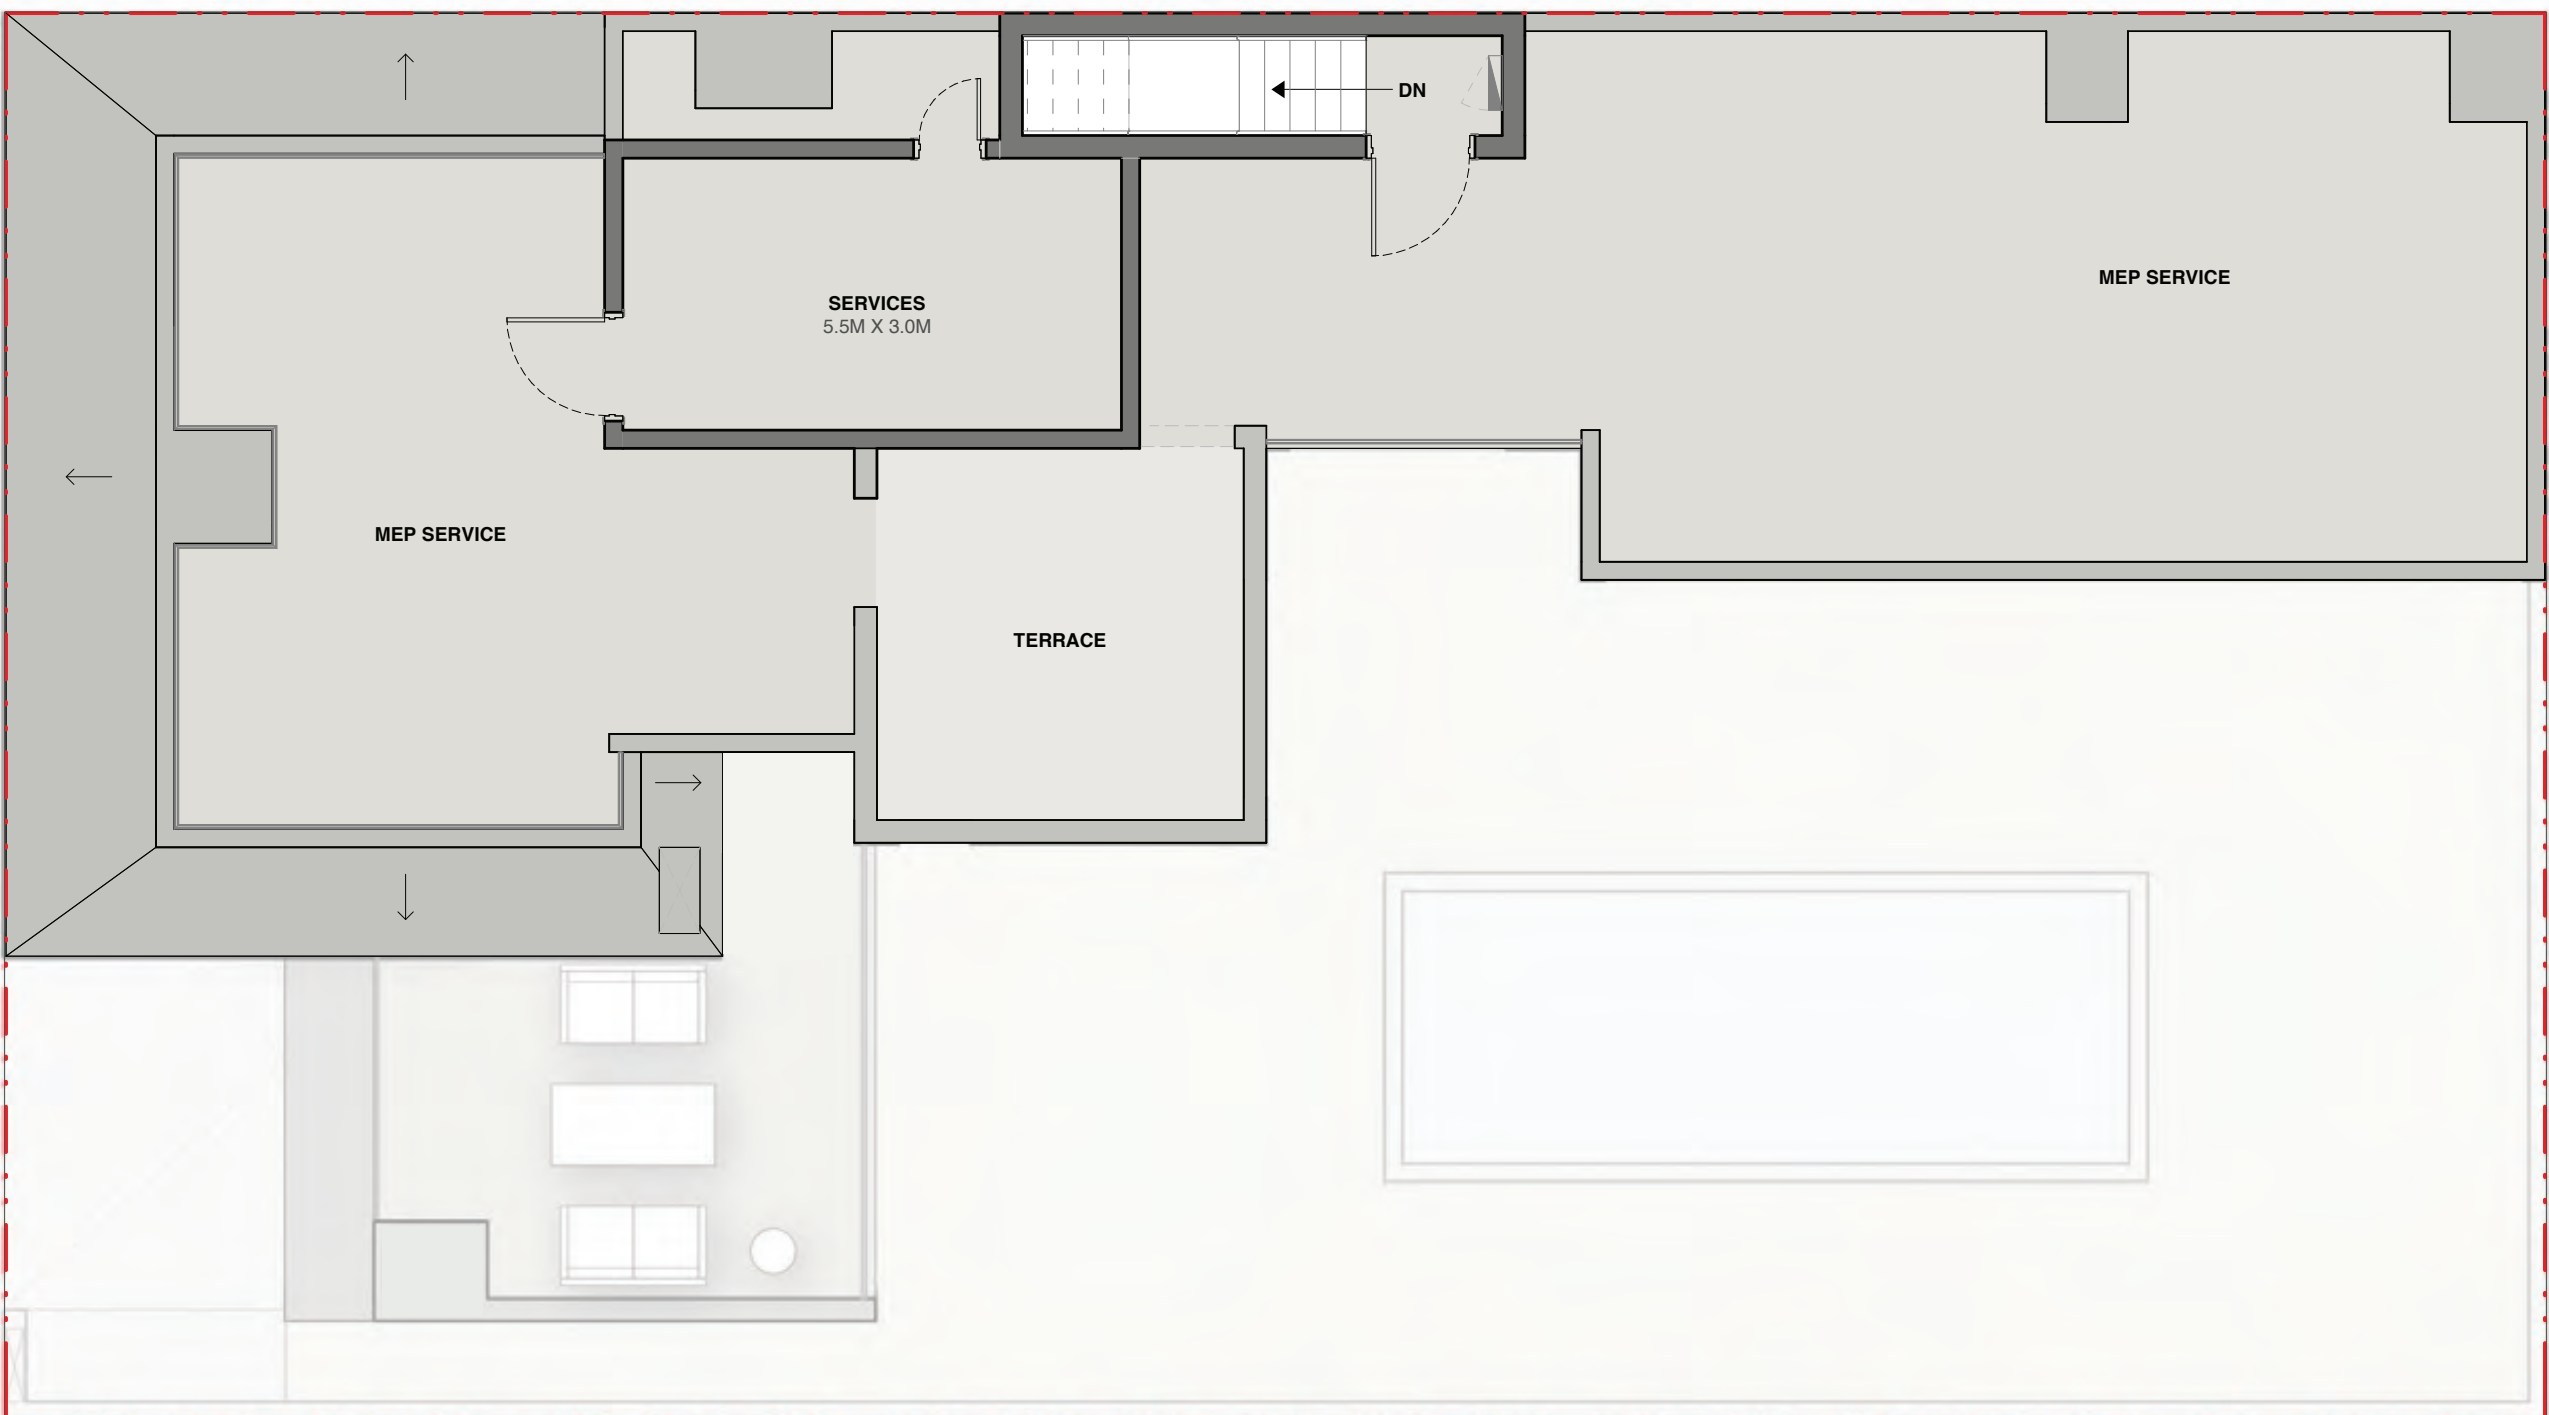 DN
MEP SERVICE
SERVICES
5.5M X 3.0M
MEP SERVICE
TERRACE